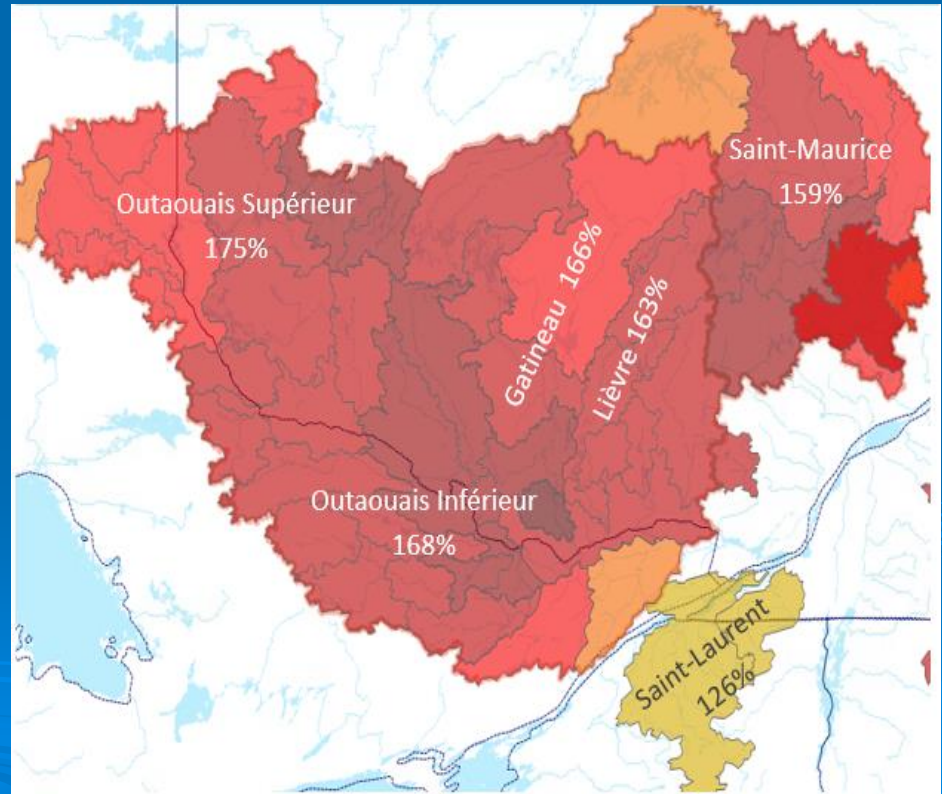 Saint-Maurice
159%
Outaouais Supérieur
175%
Gatineau 166%
Lièvre 163%
Outaouais Inférieur
168%
Saint-Laurent
126%